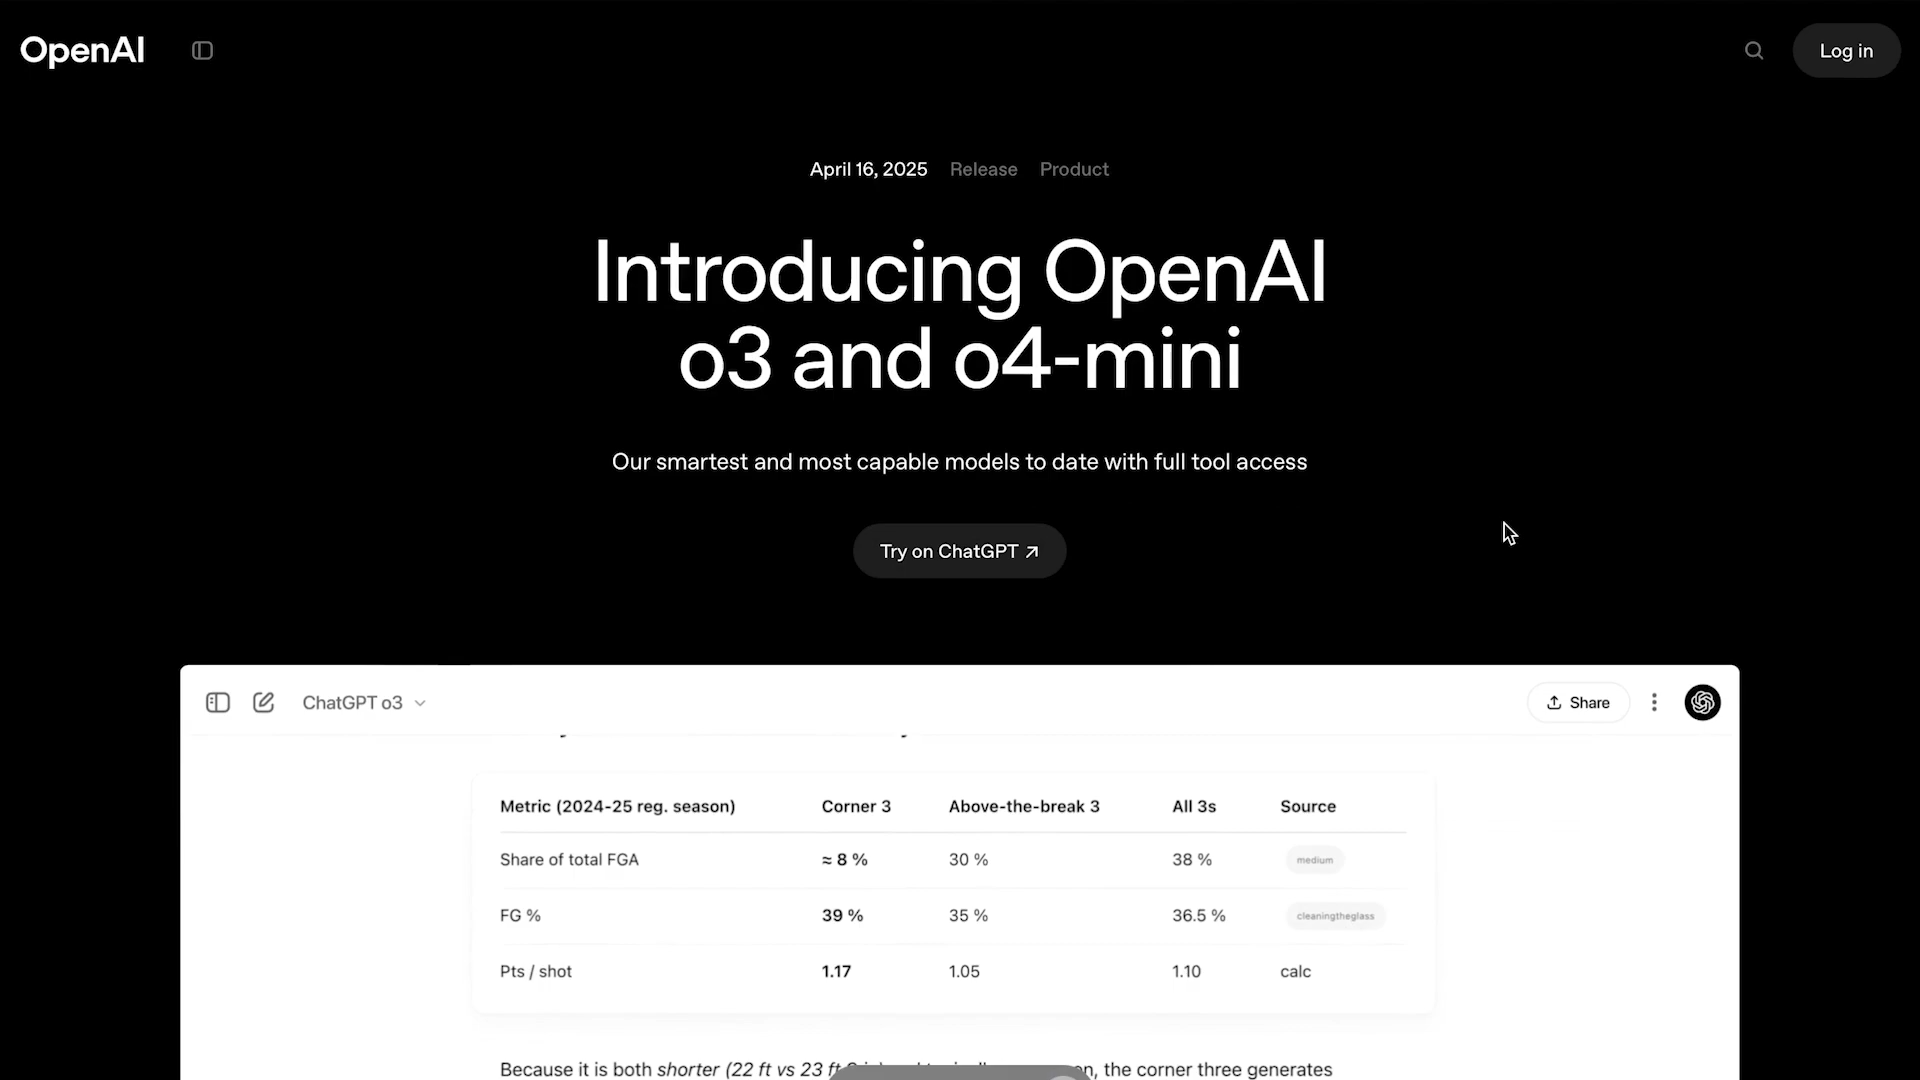 OpenAI
Log in
April 16, 2025 Release Product
Introducing OpenAI
o3 and o4-mini
Our smartest and most capable models to date with full tool access
Try on ChatGPT ↗
ChatGPT o3
Share
Metric (2024-25 reg. season) Corner 3 Above-the-break 3 All 3s Source
Share of total FGA ≈ 8 % 30 % 38 % medium
FG % 39 % 35 % 36.5 % cleaningtheglass
Pts / shot 1.17 1.05 1.10 calc
Because it is both shorter (22 ft vs 23 ft the corner three generates